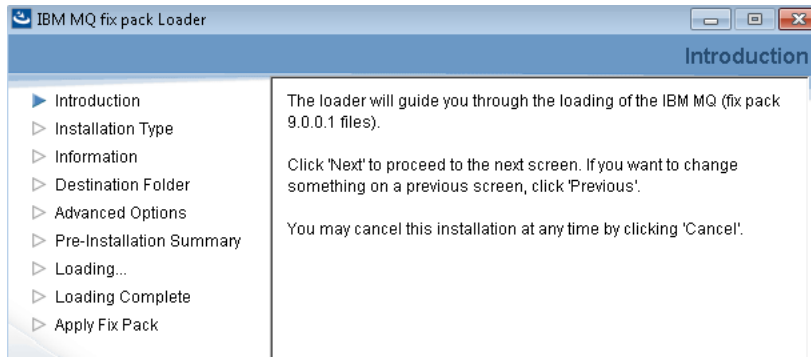 IBM MQ fix pack Loader
Introduction
Introduction
Installation Type
Information
Destination Folder
Advanced Options
Pre-Installation Summary
Loading...
Loading Complete
Apply Fix Pack
The loader will guide you through the loading of the IBM MQ (fix pack
9.0.0.1 files).
Click 'Next' to proceed to the next screen. If you want to change
something on a previous screen, click 'Previous'.
You may cancel this installation at any time by clicking 'Cancel'.